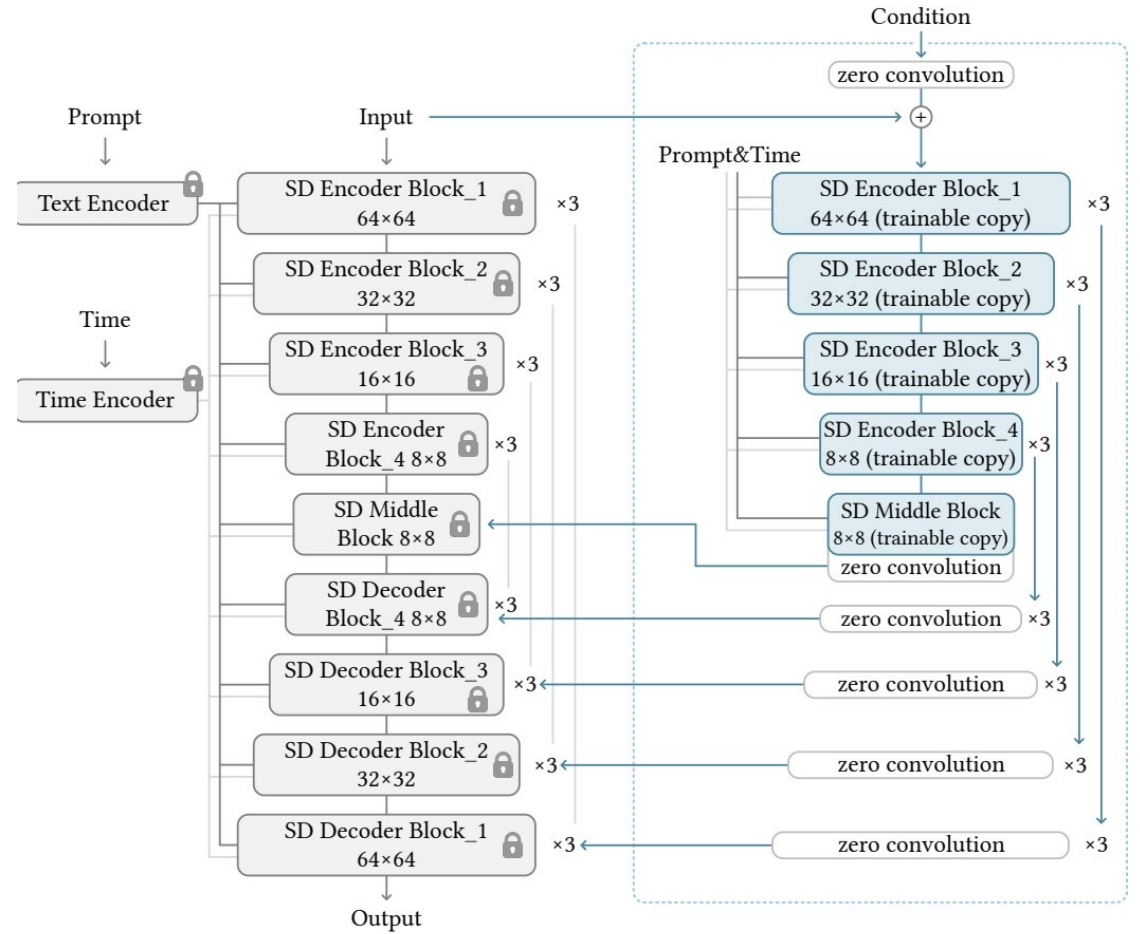 Condition
zero convolution
Prompt
Input
+
Prompt&Time
Text Encoder
SD Encoder Block_1
64×64
×3
SD Encoder Block_1
64×64 (trainable copy)
×3
SD Encoder Block_2
32×32
×3
SD Encoder Block_2
32×32 (trainable copy)
×3
Time
Time Encoder
SD Encoder Block_3
16×16
×3
SD Encoder Block_3
16×16 (trainable copy)
×3
SD Encoder
Block_4 8×8
×3
SD Encoder Block_4
8×8 (trainable copy)
×3
SD Middle
Block 8×8
SD Middle Block
8×8 (trainable copy)
zero convolution
SD Decoder
Block_4 8×8
×3
zero convolution
×3
SD Decoder Block_3
16×16
×3
zero convolution
×3
SD Decoder Block_2
32×32
×3
zero convolution
×3
SD Decoder Block_1
64×64
×3
zero convolution
×3
Output